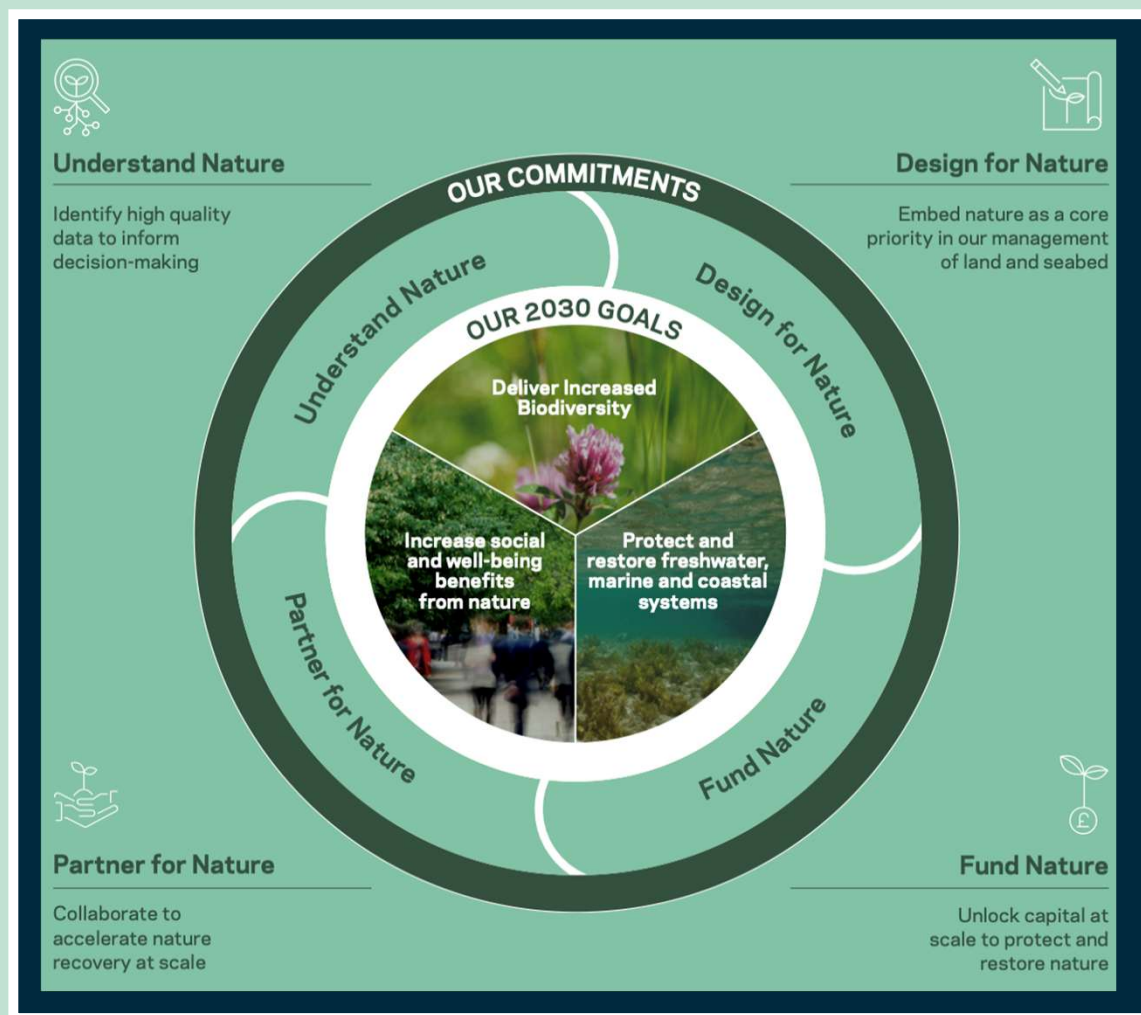 Understand Nature
Identify high quality
data to inform
decision-making
Design for Nature
Embed nature as a core
priority in our management
of land and seabed
OUR COMMITMENTS
Understand Nature
Design for Nature
OUR 2030 GOALS
Deliver Increased
Biodiversity
Increase social
and well-being
benefits
from nature
Protect and
restore freshwater,
marine and coastal
systems
Partner for Nature
Fund Nature
Partner for Nature
Collaborate to
accelerate nature
recovery at scale
£
Fund Nature
Unlock capital at
scale to protect and
restore nature